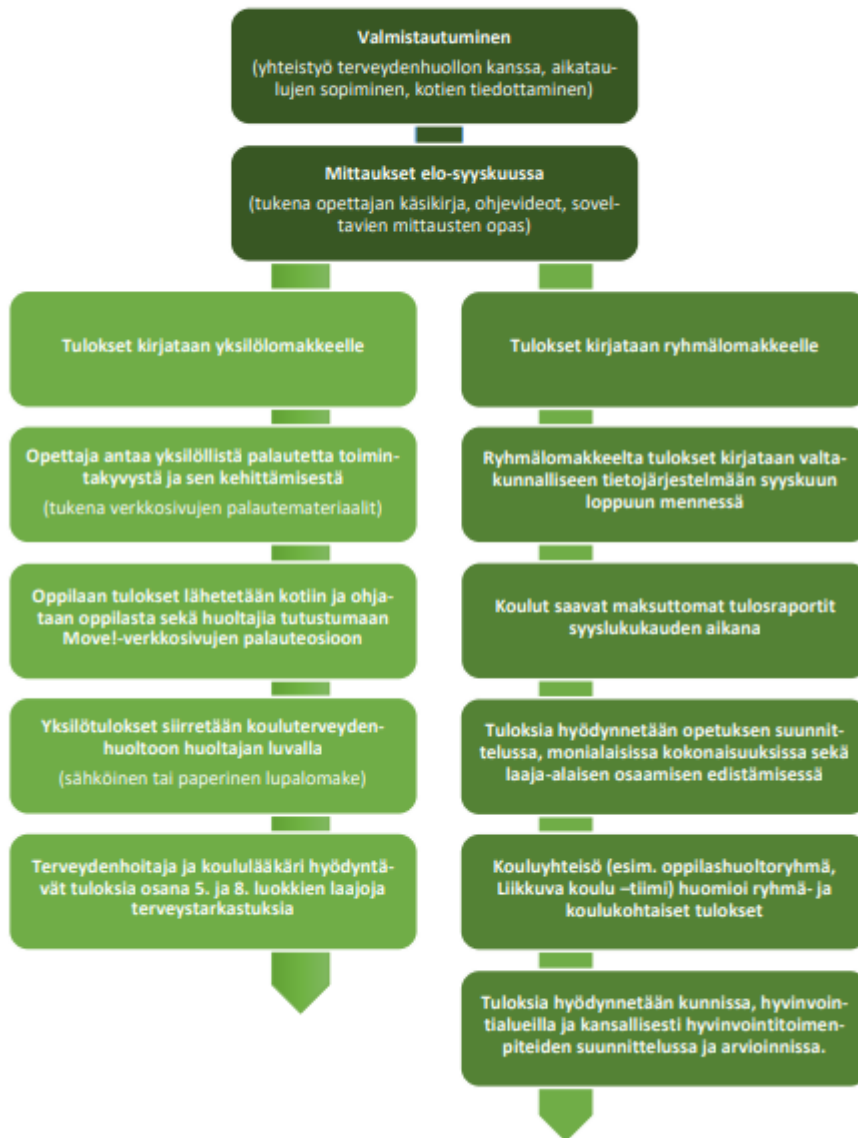 Valmistautuminen
(yhteistyö terveydenhuollon kanssa, aikatau-
lujen sopiminen, kotien tiedottaminen)
Mittaukset elo-syyskuussa
(tukena opettajan käsikirja, ohjevideot, sovel-
tavien mittausten opas)
Tulokset kirjataan yksilölomakkeelle
Opettaja antaa yksilöllistä palautetta toimin-
takyvystä ja sen kehittämisestä
(tukena verkkosivujen palautemateriaalit)
Oppilaan tulokset lähetetään kotiin ja ohja-
taan oppilasta sekä huoltajia tutustumaan
Move!-verkkosivujen palauteosioon
Yksilötulokset siirretään kouluterveyden-
huoltoon huoltajan luvalla
(sähköinen tai paperinen lupalomake)
Terveydenhoitaja ja koululääkäri hyödyntä-
vät tuloksia osana 5. ja 8. luokkien laajoja
terveystarkastuksia
Tulokset kirjataan ryhmälomakkeelle
Ryhmälomakkeelta tulokset kirjataan valta-
kunnalliseen tietojärjestelmään syyskuun
loppuun mennessä
Koulut saavat maksuttomat tulosraportit
syyslukukauden aikana
Tuloksia hyödynnetään opetuksen suunnit-
telussa, monialaisissa kokonaisuuksissa sekä
laaja-alaisen osaamisen edistämisessä
Kouluyhteisö (esim. oppilashuoltoryhmä,
Liikkuva koulu –tiimi) huomioi ryhmä- ja
koulukohtaiset tulokset
Tuloksia hyödynnetään kunnissa, hyvinvoin-
tialueilla ja kansallisesti hyvinvointitoimen-
piteiden suunnittelussa ja arvioinnissa.